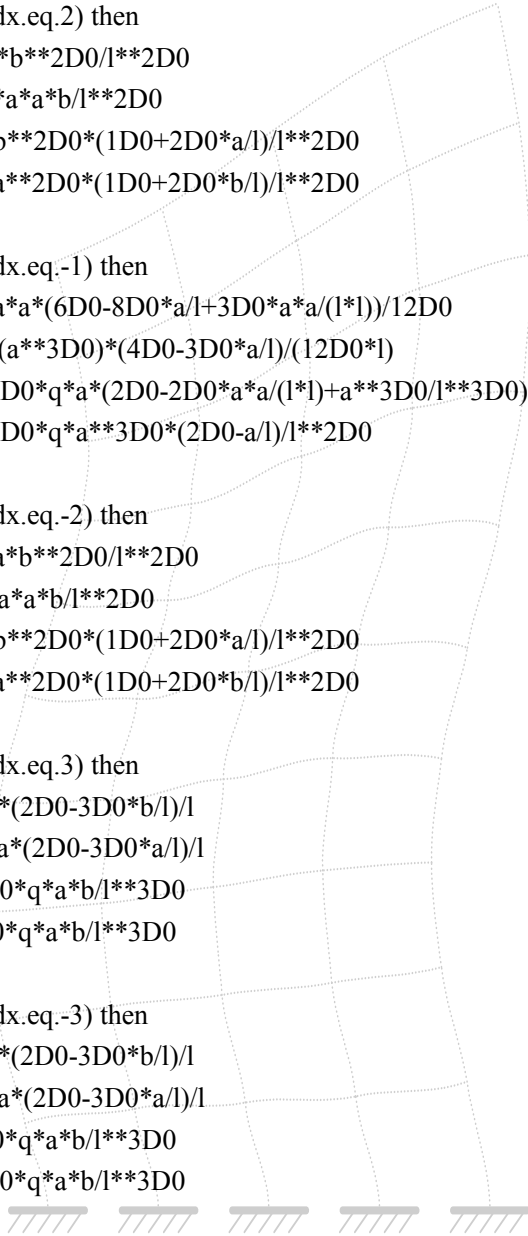 dx.eq.2) then
*b**2D0/l**2D0
*a*a*b/l**2D0
b**2D0*(1D0+2D0*a/l)/l**2D0
a**2D0*(1D0+2D0*b/l)/l**2D0
dx.eq.-1) then
a*a*(6D0-8D0*a/l+3D0*a*a/(l*l))/12D0
(a**3D0)*(4D0-3D0*a/l)/(12D0*l)
D0*q*a*(2D0-2D0*a*a/(l*l)+a**3D0/l**3D0)
D0*q*a**3D0*(2D0-a/l)/l**2D0
dx.eq.-2) then
a*b**2D0/l**2D0
a*a*b/l**2D0
b**2D0*(1D0+2D0*a/l)/l**2D0
a**2D0*(1D0+2D0*b/l)/l**2D0
dx.eq.3) then
*(2D0-3D0*b/l)/l
a*(2D0-3D0*a/l)/l
0*q*a*b/l**3D0
0*q*a*b/l**3D0
dx.eq.-3) then
*(2D0-3D0*b/l)/l
a*(2D0-3D0*a/l)/l
0*q*a*b/l**3D0
0*q*a*b/l**3D0